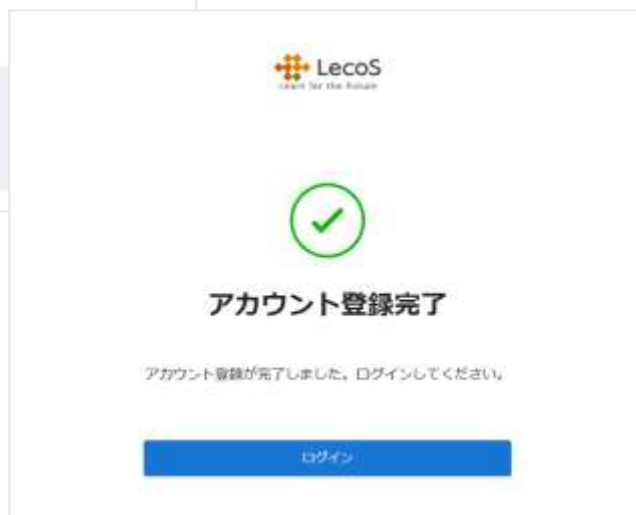 LecoS
Learn for the Future
アカウント登録完了
アカウント登録が完了しました。ログインしてください。
ログイン